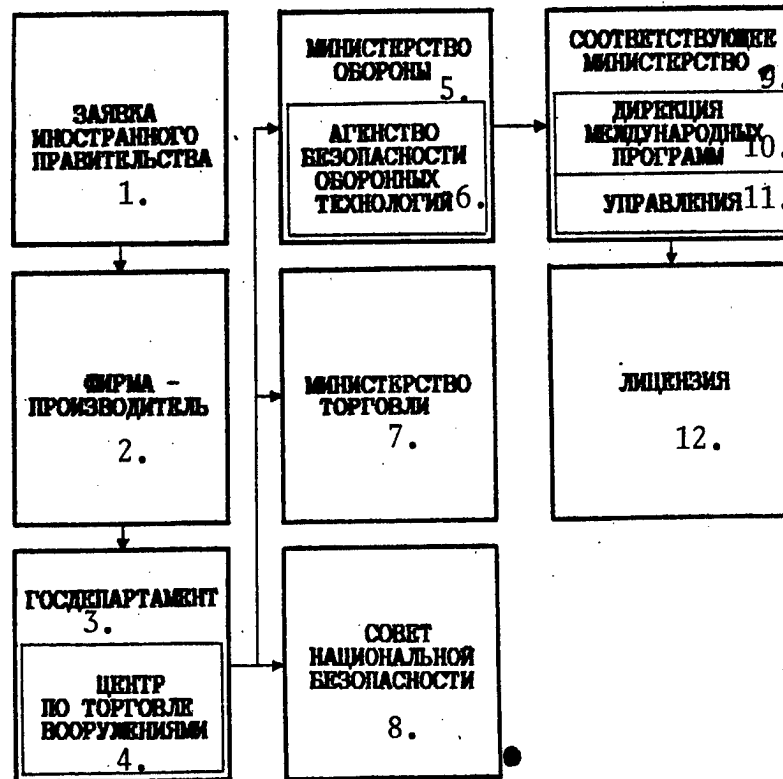 ЗАЯВКА
ИНОСТРАННОГО
ПРАВИТЕЛЬСТВА
1.
ФИРМА -
ПРОИЗВОДИТЕЛЬ
2.
ГОСДЕПАРТАМЕНТ
3.
ЦЕНТР
ПО ТОРГОВЛЕ
ВООРУЖЕНИЯМИ
4.
МИНИСТЕРСТВО
ОБОРОНЫ
5.
АГЕНСТВО
БЕЗОПАСНОСТИ
ОБОРОННЫХ
ТЕХНОЛОГИЙ 6.
МИНИСТЕРСТВО
ТОРГОВЛИ
7.
СОВЕТ
НАЦИОНАЛЬНОЙ
БЕЗОПАСНОСТИ
8.
СООТВЕТСТВУЮЩЕЕ
МИНИСТЕРСТВО
9.
ДИРЕКЦИЯ
МЕЖДУНАРОДНЫХ
ПРОГРАММ 10.
УПРАВЛЕНИЯ 11.
ЛИЦЕНЗИЯ
12.